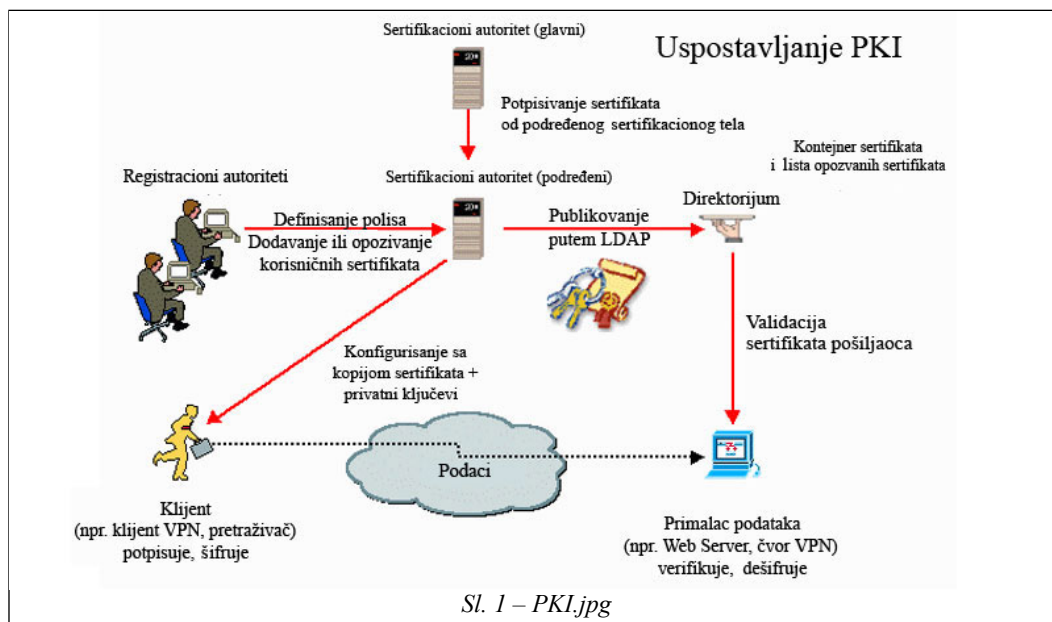 Sertifikacioni autoritet (glavni)
Uspostavljanje PKI
Potpisivanje sertifikata
od podređenog sertifikacionog tela
Kontejner sertifikata
i lista opozvanih sertifikata
Registracioni autoriteti
Sertifikacioni autoritet (podređeni)
Direktorijum
Definisanje polisa
Dodavanje ili opozivanje
korisničnih sertifikata
Publikovanje
putem LDAP
Validacija
sertifikata pošiljaoca
Konfigurisanje sa
kopijom sertifikata +
privatni ključevi
Podaci
Klijent
(npr. klijent VPN, pretraživač)
potpisuje, šifruje
Primalac podataka
(npr. Web Server, čvor VPN)
verifikuje, dešifruje
Sl. 1 – PKI.jpg